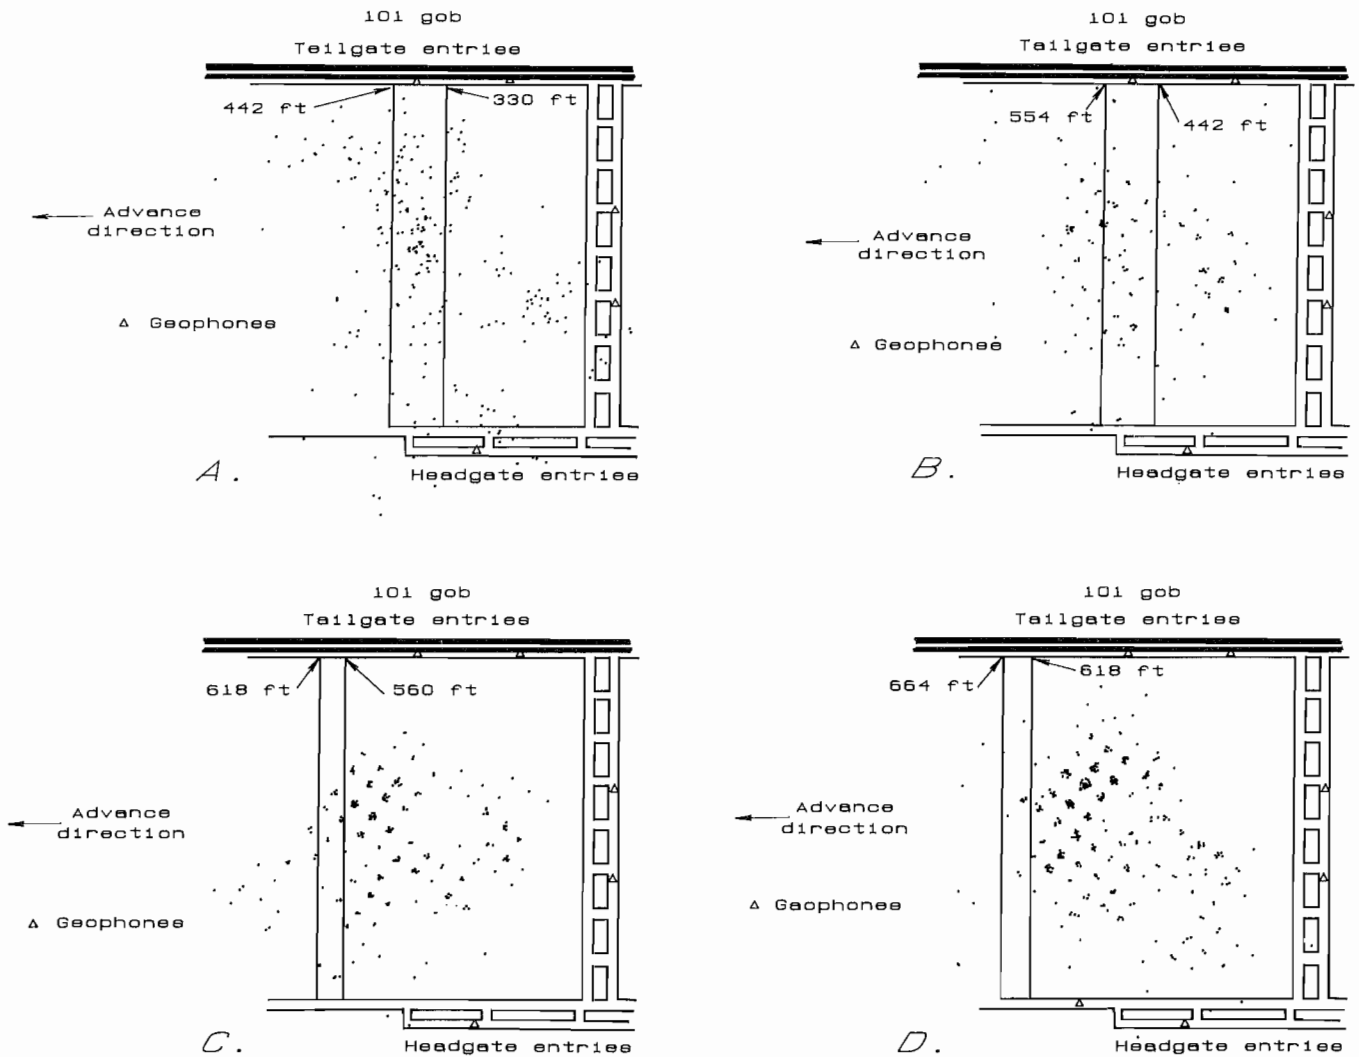 101 gob
Tailgate entries
442 ft
330 ft
Advance
direction
△ Geophones
A.
Headgate entries
101 gob
Tailgate entries
554 ft
442 ft
Advance
direction
△ Geophones
B.
Headgate entries
101 gob
Tailgate entries
618 ft
560 ft
Advance
direction
△ Geophones
C.
Headgate entries
101 gob
Tailgate entries
664 ft
618 ft
Advance
direction
△ Geophones
D.
Headgate entries